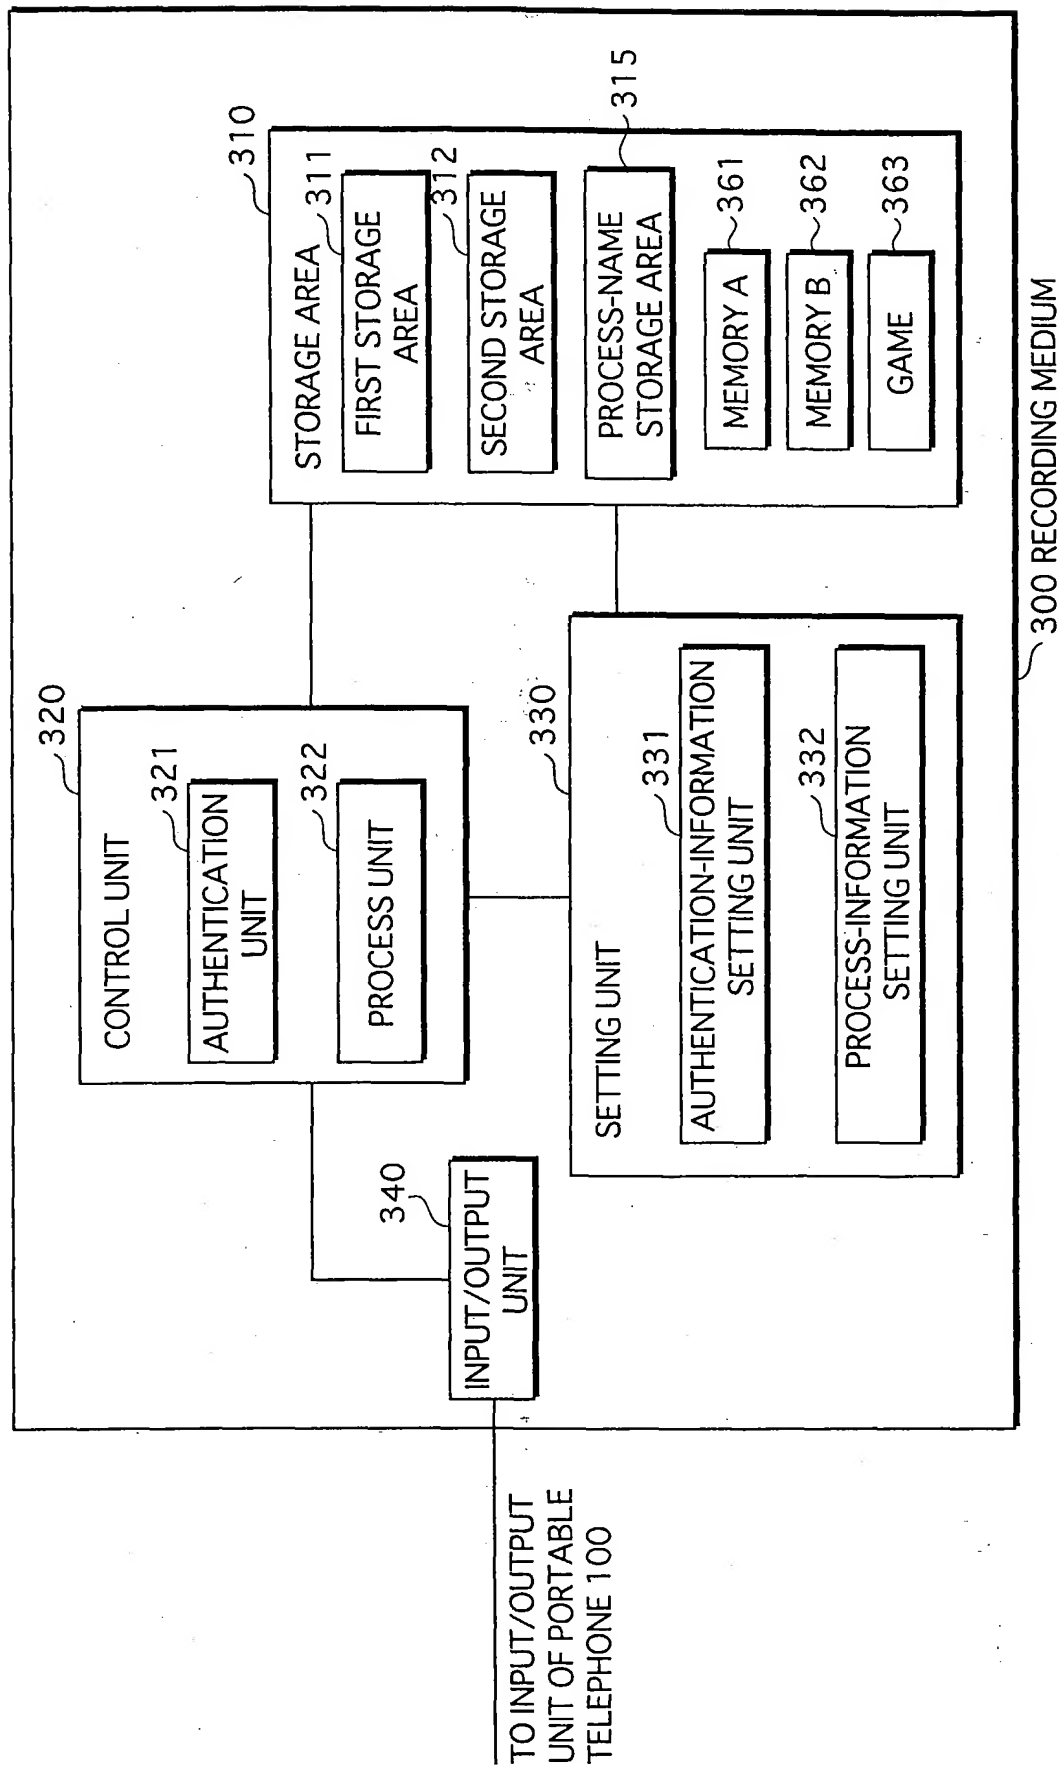 300 RECORDING MEDIUM
310
STORAGE AREA
311
FIRST STORAGE
AREA
312
SECOND STORAGE
AREA
315
PROCESS-NAME
STORAGE AREA
361
MEMORY A
362
MEMORY B
363
GAME
320
CONTROL UNIT
321
AUTHENTICATION
UNIT
322
PROCESS UNIT
330
SETTING UNIT
331
AUTHENTICATION-INFORMATION
SETTING UNIT
332
PROCESS-INFORMATION
SETTING UNIT
340
INPUT/OUTPUT
UNIT
TO INPUT/OUTPUT
UNIT OF PORTABLE
TELEPHONE 100